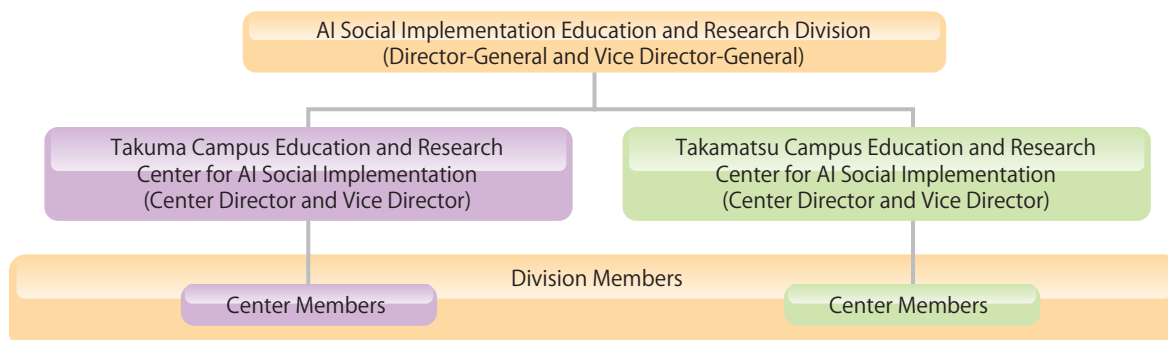 AI Social Implementation Education and Research Division
(Director-General and Vice Director-General)
Takuma Campus Education and Research
Center for AI Social Implementation
(Center Director and Vice Director)
Takamatsu Campus Education and Research
Center for AI Social Implementation
(Center Director and Vice Director)
Division Members
Center Members
Center Members